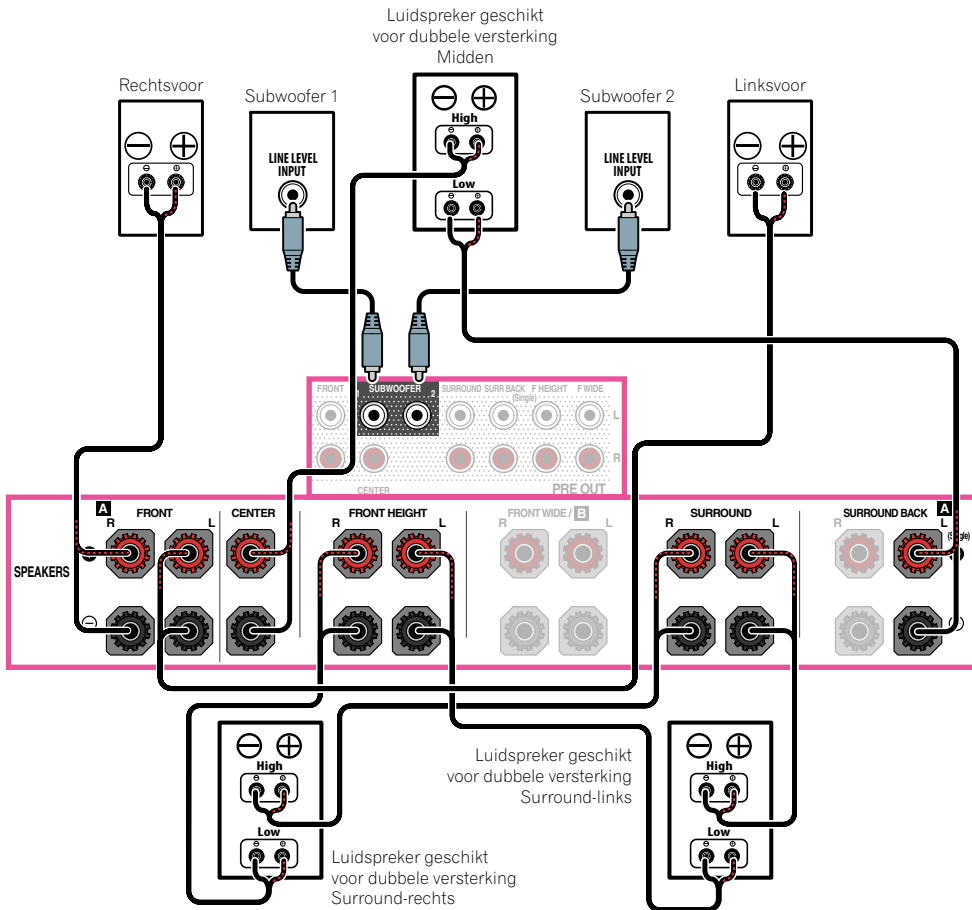 Luidspreker geschikt
voor dubbele versterking
Midden
Rechtsvoor
Subwoofer 1
Subwoofer 2
Linksvoor
High
Low
LINE LEVEL
INPUT
LINE LEVEL
INPUT
FRONT
1 SUBWOOFER 2
SURROUND
SURR BACK
F HEIGHT
F WIDE
(Single)
L
R
CENTER
PRE OUT
A
FRONT
R
L
CENTER
FRONT HEIGHT
R
L
FRONT WIDE / B
R
L
SURROUND
R
L
SURROUND BACK
A
R
L
(Single)
SPEAKERS
High
Low
Luidspreker geschikt
voor dubbele versterking
Surround-links
High
Low
Luidspreker geschikt
voor dubbele versterking
Surround-rechts